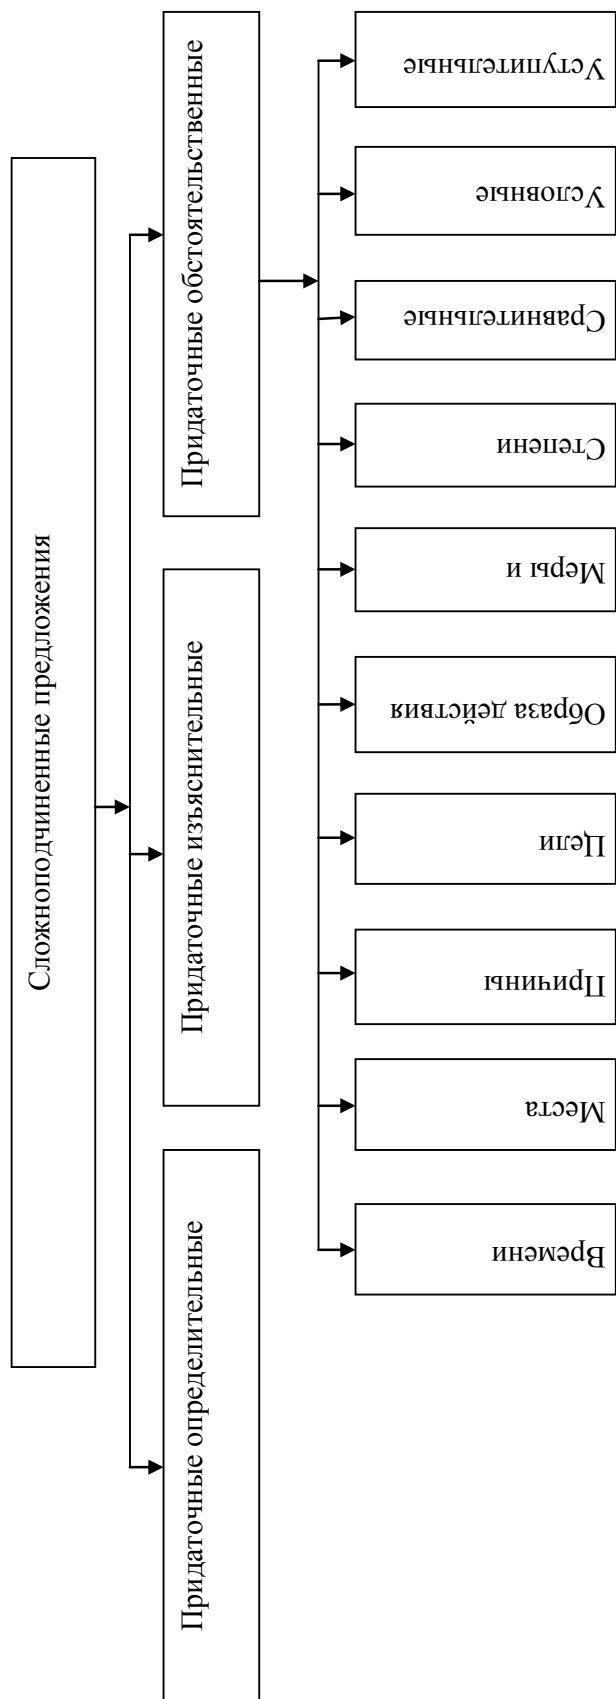 Сложноподчиненные предложения
Придаточные определительные
Придаточные изъяснительные
Придаточные обстоятельственные
Времени
Места
Причины
Цели
Образа действия
Меры и
Степени
Сравнительные
Условные
Уступительные